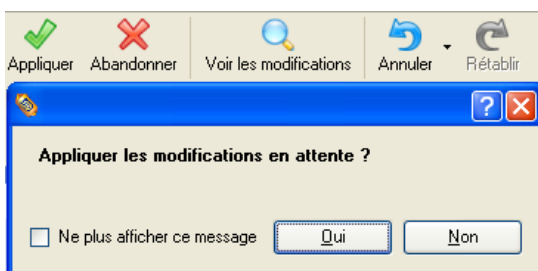 Appliquer Abandonner Voir les modifications Annuler Rétablir
Appliquer les modifications en attente ?
Ne plus afficher ce message Oui Non